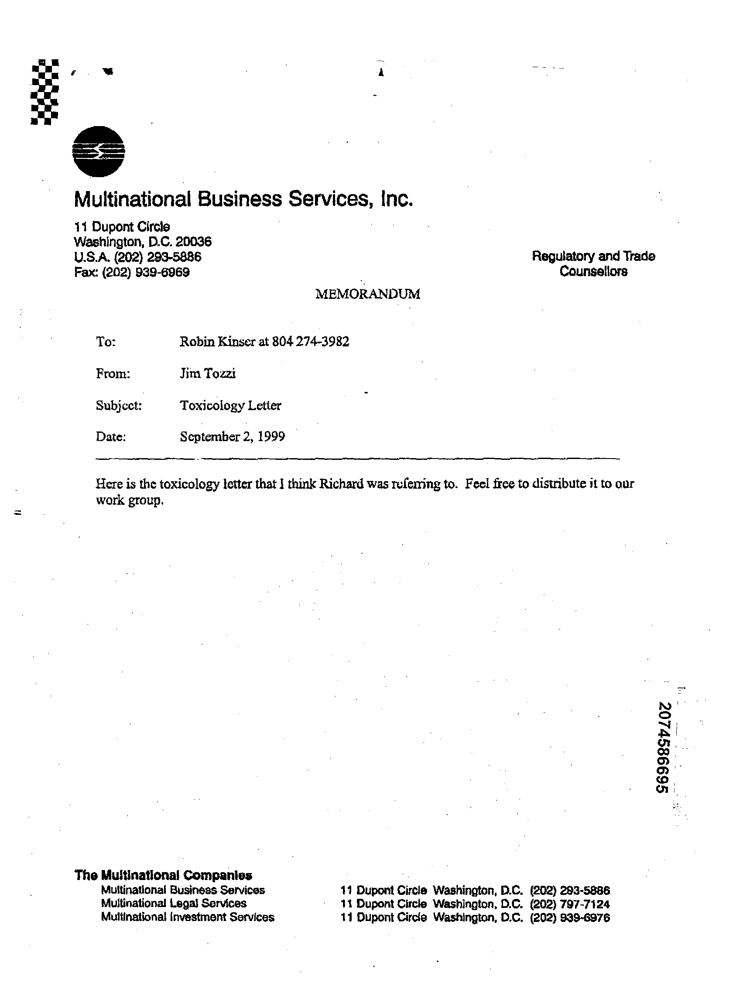 Multinational Business Services, Inc.
11 Dupont Circle
Washington, D.C. 20036
U.S.A. (202) 293-5886
Fax: (202) 939-6969
Regulatory and Trade
Counsellors
MEMORANDUM
To: Robin Kinser at 804 274-3982
From: Jim Tozzi
Subject: Toxicology Letter
Date: September 2, 1999
Here is the toxicology letter that I think Richard was referring to. Feel free to distribute it to our
work group.
2074586695
The Multinational Companies
Multinational Business Services 11 Dupont Circle Washington, D.C. (202) 293-5886
Multinational Legal Services 11 Dupont Circle Washington, D.C. (202) 797-7124
Multinational Investment Services 11 Dupont Circle Washington, D.C. (202) 939-6976